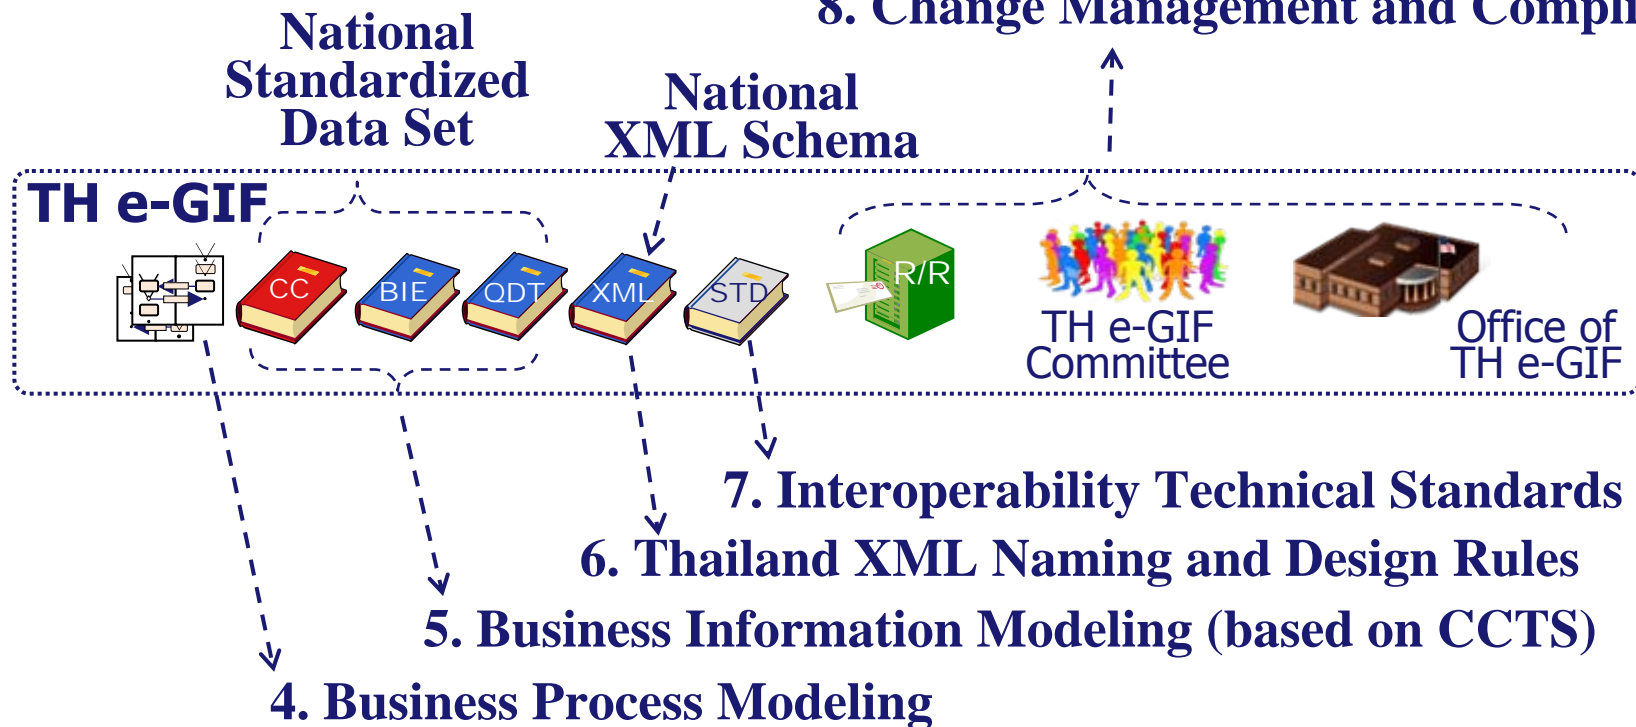 8. Change Management and Compli
National
Standardized
Data Set
National
XML Schema
TH e-GIF
CC
BIE
QDT
XML
STD
R/R
TH e-GIF
Committee
Office of
TH e-GIF
7. Interoperability Technical Standards
6. Thailand XML Naming and Design Rules
5. Business Information Modeling (based on CCTS)
4. Business Process Modeling